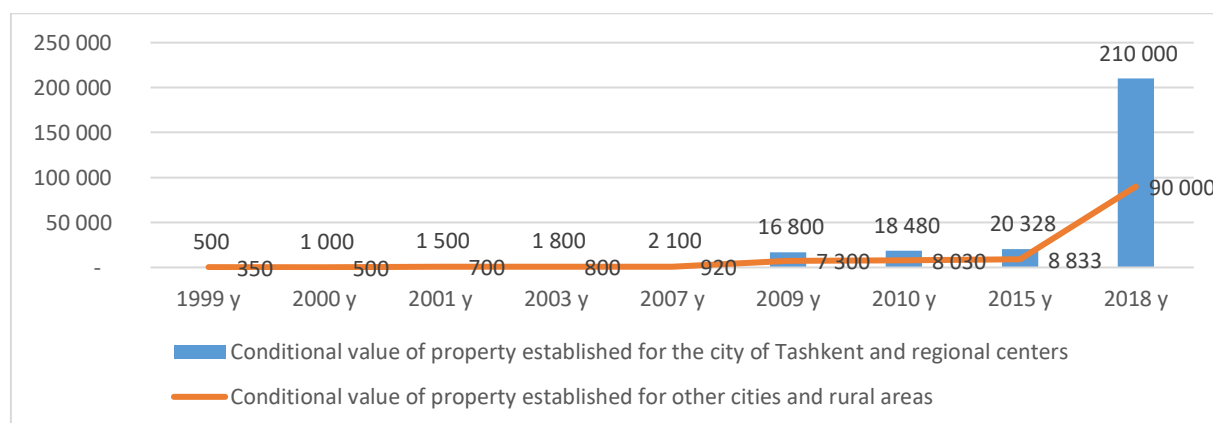 250 000
200 000
150 000
100 000
50 000
-
500 1 000 1 500 1 800 2 100 16 800 18 480 20 328 210 000
350 500 700 800 920 7 300 8 030 8 833 90 000
1999 y 2000 y 2001 y 2003 y 2007 y 2009 y 2010 y 2015 y 2018 y
Conditional value of property established for the city of Tashkent and regional centers
Conditional value of property established for other cities and rural areas